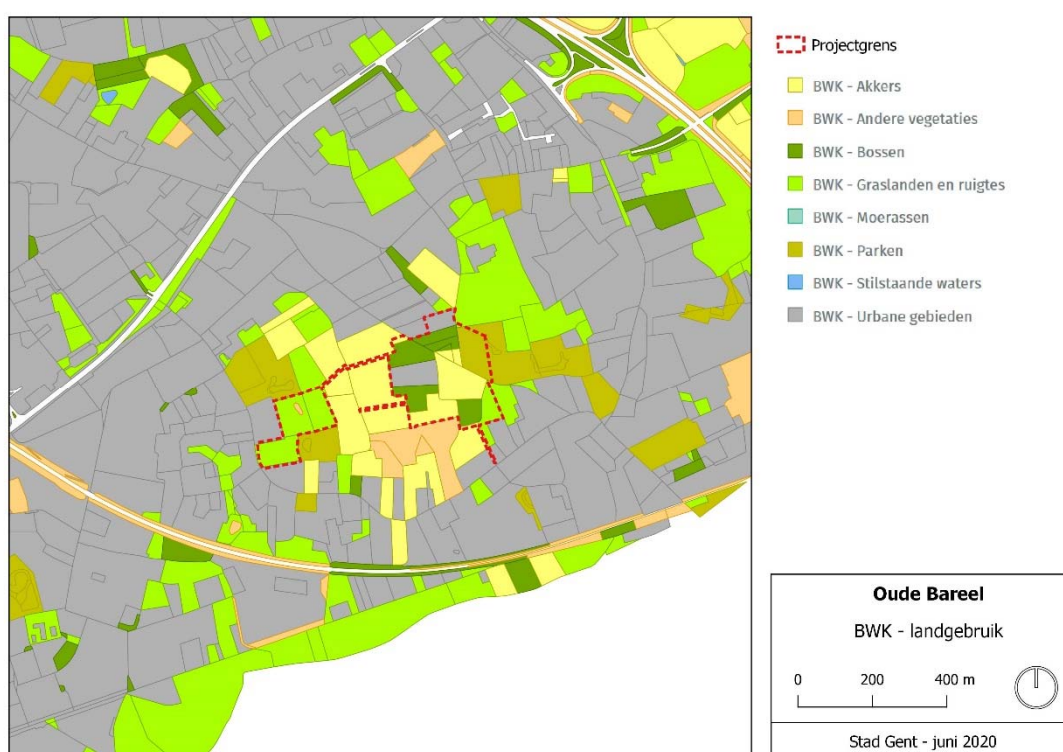 Projectgrens
BWK - Akkers
BWK - Andere vegetaties
BWK - Bossen
BWK - Graslanden en ruigtes
BWK - Moerassen
BWK - Parken
BWK - Stilstaande waters
BWK - Urbane gebieden
Oude Bareel
BWK - landgebruik
0 200 400 m
Stad Gent - juni 2020